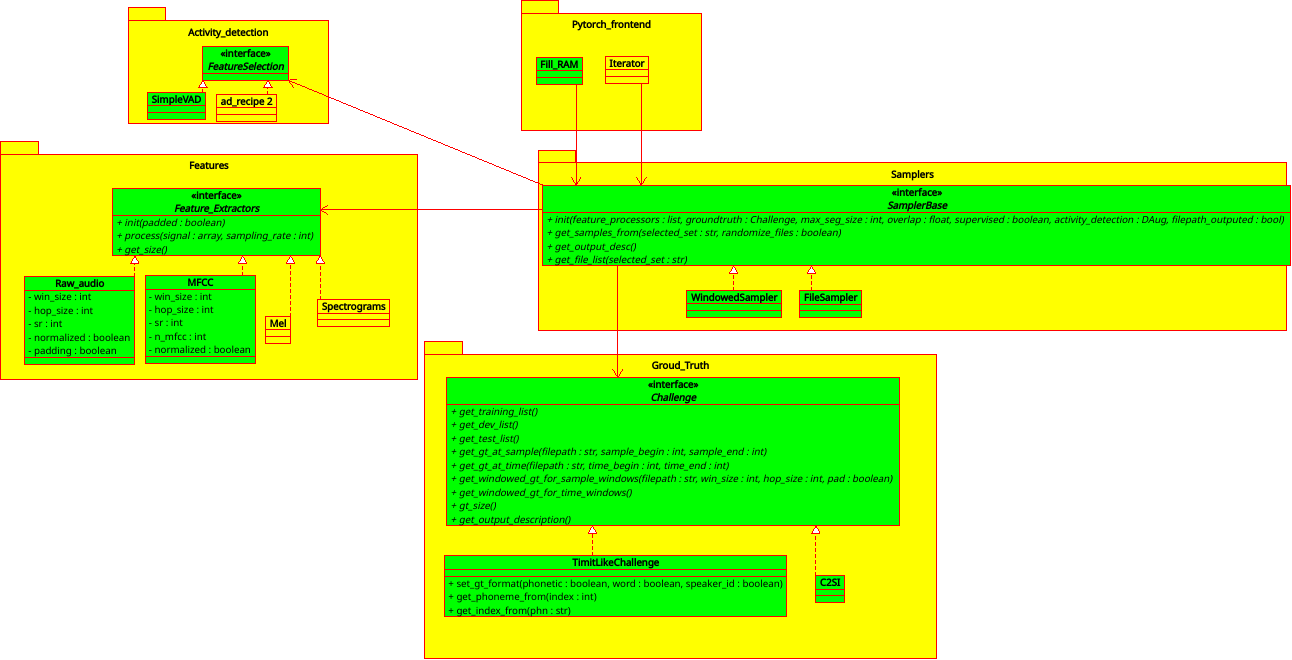 Activity_detection
«interface»
FeatureSelection
SimpleVAD
ad_recipe 2
Pytorch_frontend
Fill_RAM
Iterator
Features
«interface»
Feature_Extractors
+ init(padded : boolean)
+ process(signal : array, sampling_rate : int)
+ get_size()
Raw_audio
- win_size : int
- hop_size : int
- sr : int
- normalized : boolean
- padding : boolean
MFCC
- win_size : int
- hop_size : int
- sr : int
- n_mfcc : int
- normalized : boolean
Mel
Spectrograms
Samplers
«interface»
SamplerBase
+ init(feature_processors : list, groundtruth : Challenge, max_seg_size : int, overlap : float, supervised : boolean, activity_detection : DAug, filepath_outputed : bool)
+ get_samples_from(selected_set : str, randomize_files : boolean)
+ get_output_desc()
+ get_file_list(selected_set : str)
WindowedSampler
FileSampler
Groud_Truth
«interface»
Challenge
+ get_training_list()
+ get_dev_list()
+ get_test_list()
+ get_gt_at_sample(filepath : str, sample_begin : int, sample_end : int)
+ get_gt_at_time(filepath : str, time_begin : int, time_end : int)
+ get_windowed_gt_for_sample_windows(filepath : str, win_size : int, hop_size : int, pad : boolean)
+ get_windowed_gt_for_time_windows()
+ gt_size()
+ get_output_description()
TimitLikeChallenge
+ set_gt_format(phonetic : boolean, word : boolean, speaker_id : boolean)
+ get_phoneme_from(index : int)
+ get_index_from(phn : str)
C2SI